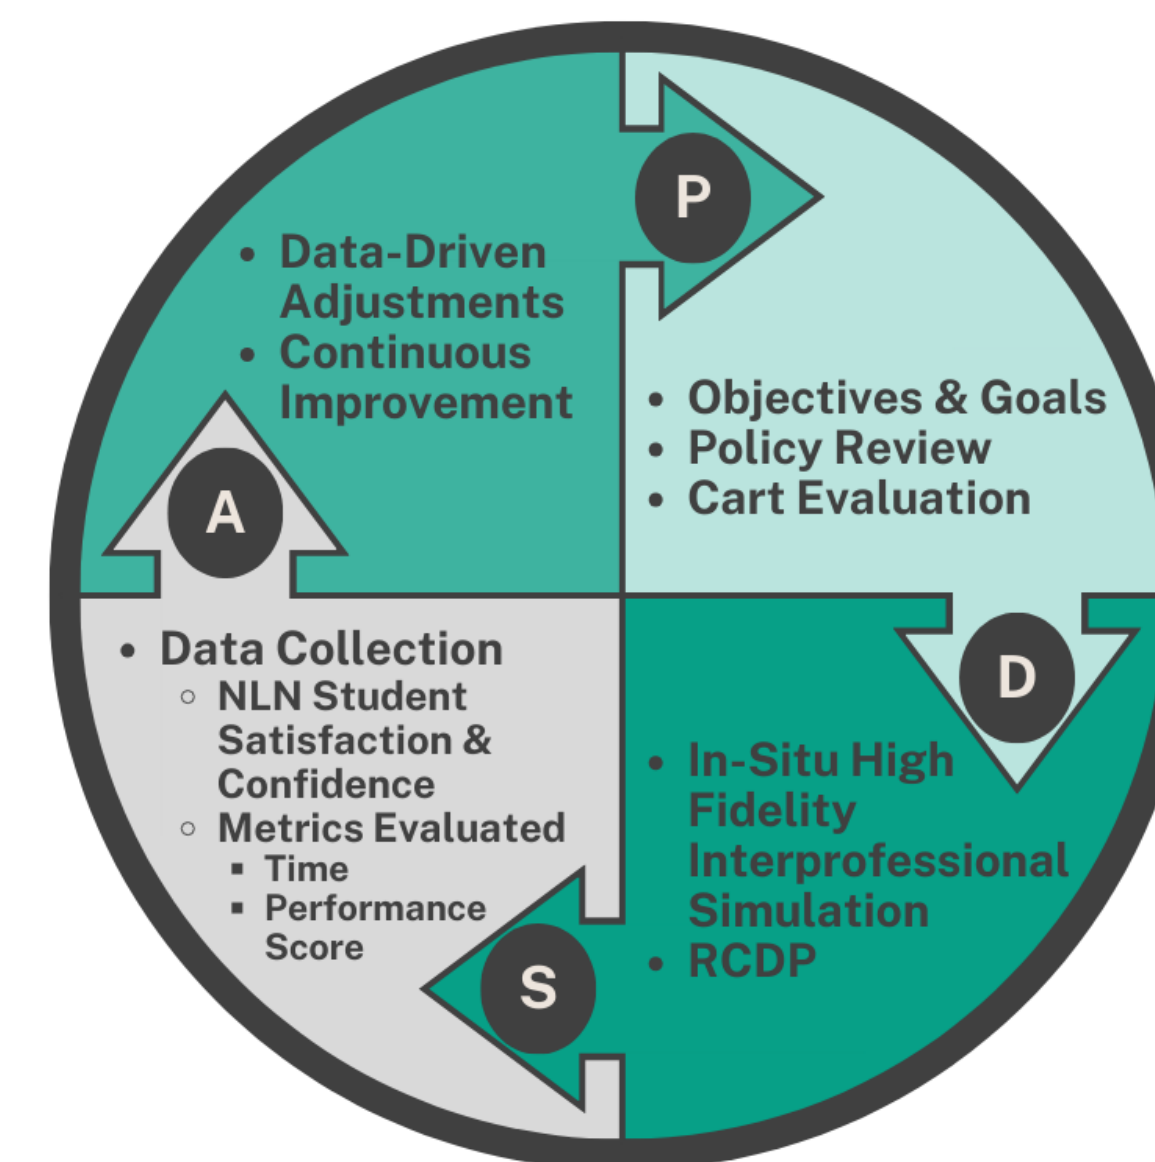 P
• Objectives & Goals
• Policy Review
• Cart Evaluation
D
• In-Situ High
Fidelity
Interprofessional
Simulation
• RCDP
S
• Data Collection
○ NLN Student
Satisfaction &
Confidence
○ Metrics Evaluated
▪ Time
▪ Performance
Score
A
• Data-Driven
Adjustments
• Continuous
Improvement